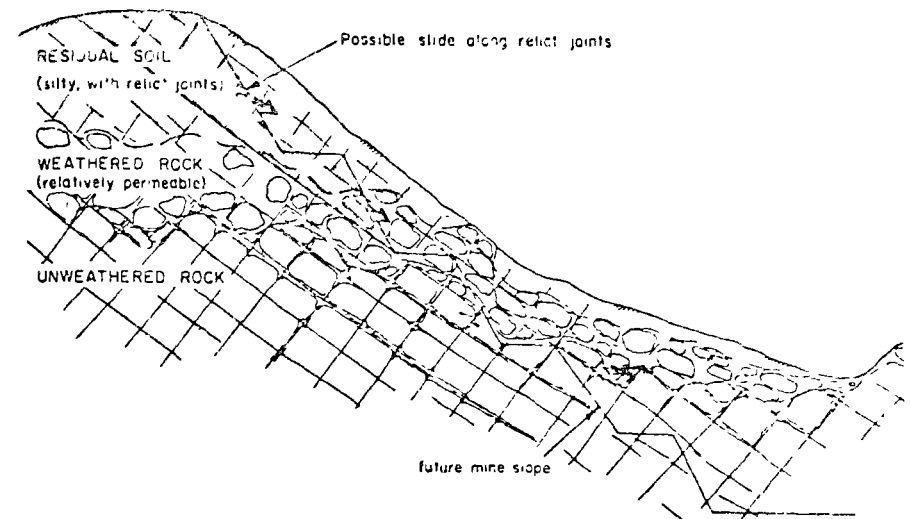 Possible slide along relict joints
RESIDUAL SOIL
(silty, with relict joints)
WEATHERED ROCK
(relatively permeable)
UNWEATHERED ROCK
future mine slope